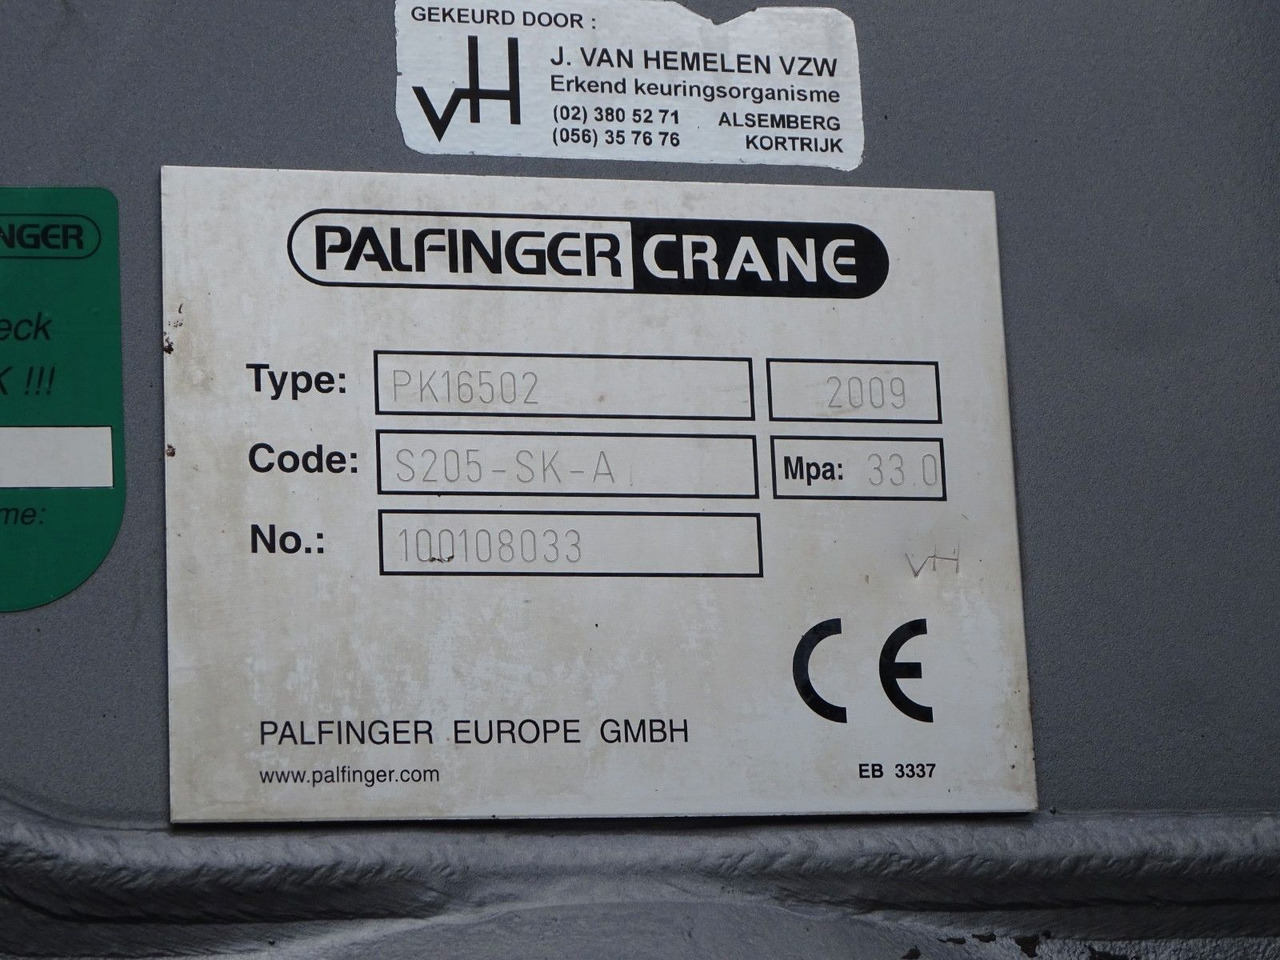 GEKEURD DOOR :
VH
J. VAN HEMELEN VZW
Erkend keuringsorganisme
(02) 380 52 71 ALSEMBERG
(056) 35 76 76 KORTRIJK
NGER
eck
K !!!
me:
PALFINGER CRANE
Type: PK16502 2009
Code: S205-SK-A Mpa: 33.0
No.: 100108033
VH
CE
PALFINGER EUROPE GMBH
www.palfinger.com
EB 3337